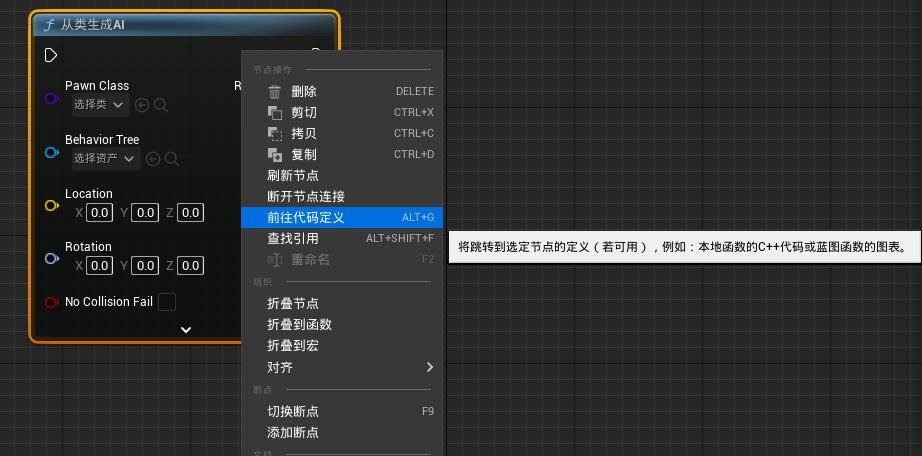 从类生成AI
Pawn Class
R
选择类
Behavior Tree
选择资产
Location
X 0.0 Y 0.0 Z 0.0
Rotation
X 0.0 Y 0.0 Z 0.0
No Collision Fail
节点操作
删除 DELETE
剪切 CTRL+X
拷贝 CTRL+C
复制 CTRL+D
刷新节点
断开节点连接
前往代码定义 ALT+G
查找引用 ALT+SHIFT+F
重命名 F2
组织
折叠节点
折叠到函数
折叠到宏
对齐
断点
切换断点 F9
添加断点
将跳转到选定节点的定义（若可用），例如：本地函数的C++代码或蓝图函数的图表。